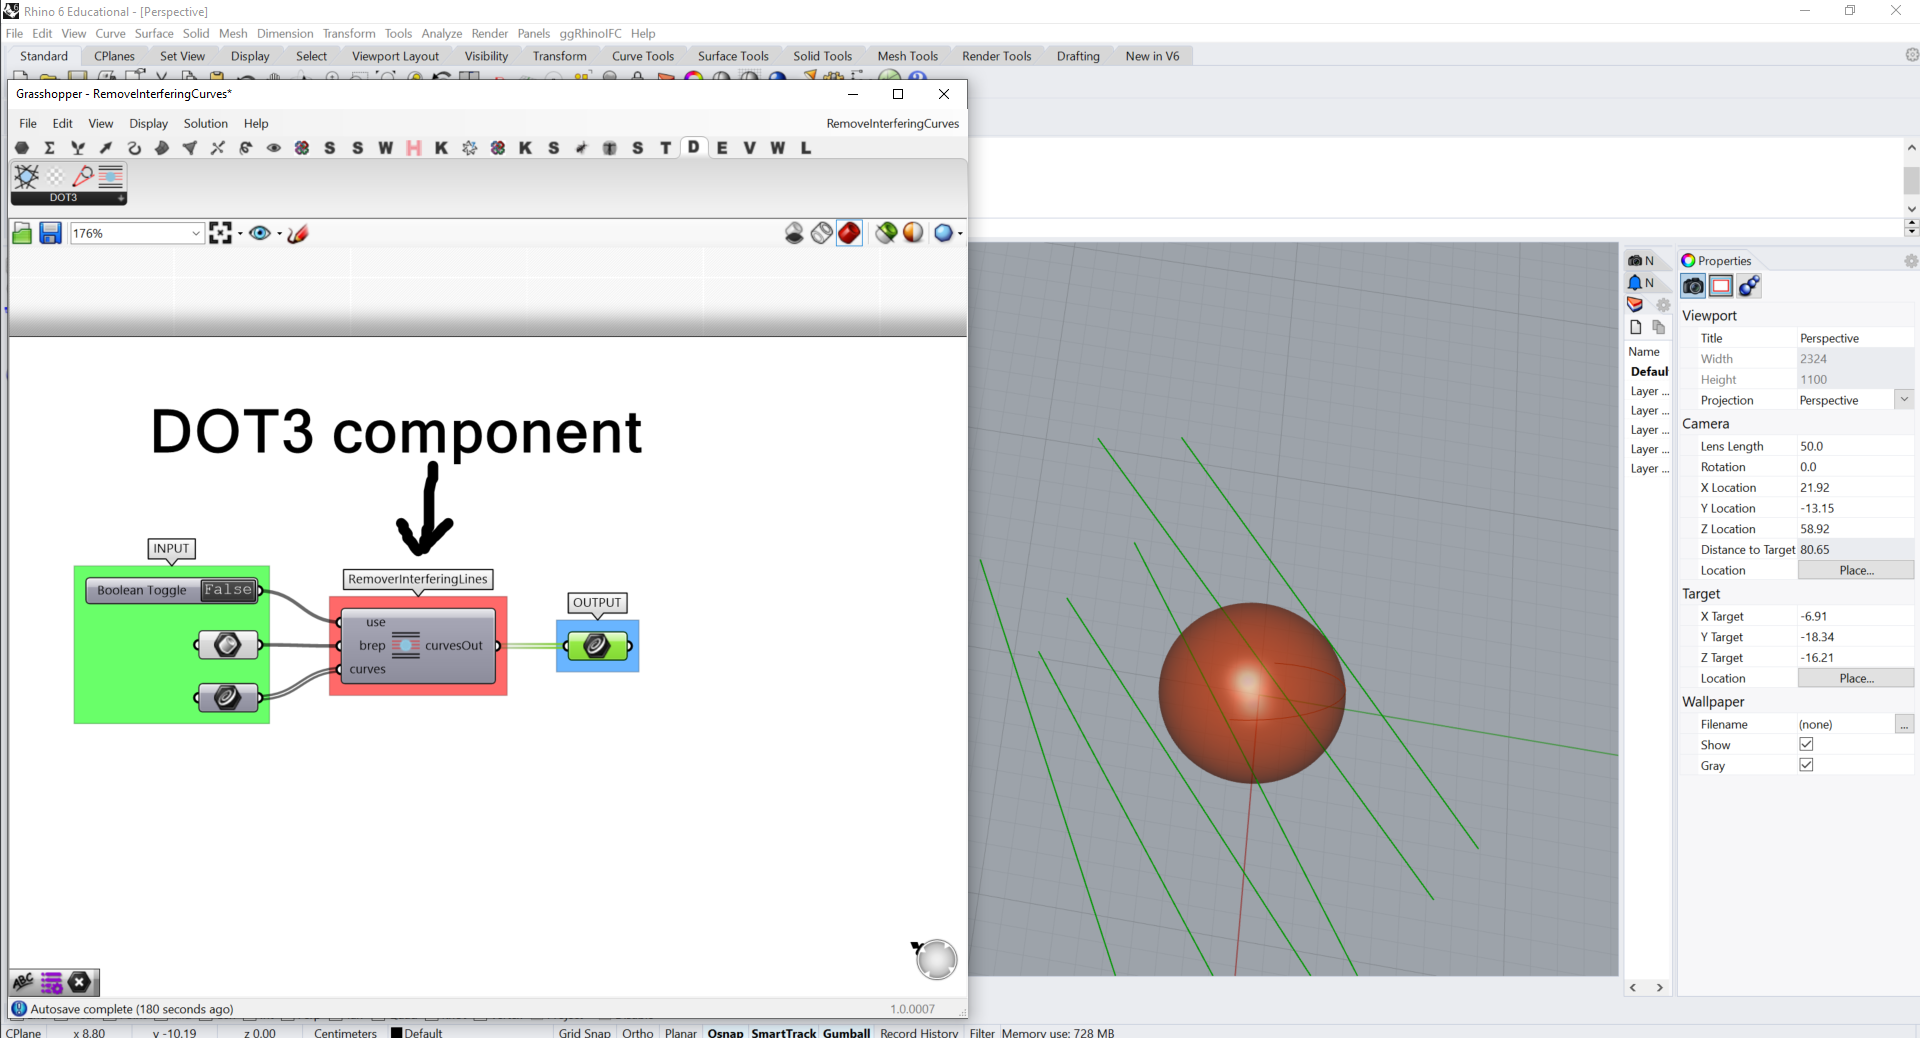 Rhino 6 Educational - [Perspective]
File Edit View Curve Surface Solid Mesh Dimension Transform Tools Analyze Render Panels ggRhinoIFC Help
Standard CPlanes Set View Display Select Viewport Layout Visibility Transform Curve Tools Surface Tools Solid Tools Mesh Tools Render Tools Drafting New in V6
Grasshopper - RemoveInterferingCurves*
File Edit View Display Solution Help RemoveInterferingCurves
S S W H K K S S T D E V W L
DOT3
176%
DOT3 component
INPUT
Boolean Toggle False
RemoverInterferingLines
use
brep
curves
curvesOut
OUTPUT
ABC
Autosave complete (180 seconds ago) 1.0.0007
N
N
Name
Defaul
Layer ...
Layer ...
Layer ...
Layer ...
Layer ...
Properties
Viewport
Title Perspective
Width 2324
Height 1100
Projection Perspective
Camera
Lens Length 50.0
Rotation 0.0
X Location 21.92
Y Location -13.15
Z Location 58.92
Distance to Target 80.65
Location Place...
Target
X Target -6.91
Y Target -18.34
Z Target -16.21
Location Place...
Wallpaper
Filename (none) ...
Show
Gray
CPlane x 8.80 y -10.19 z 0.00 Centimeters Default Grid Snap Ortho Planar Osnap SmartTrack Gumball Record History Filter Memory use: 728 MB